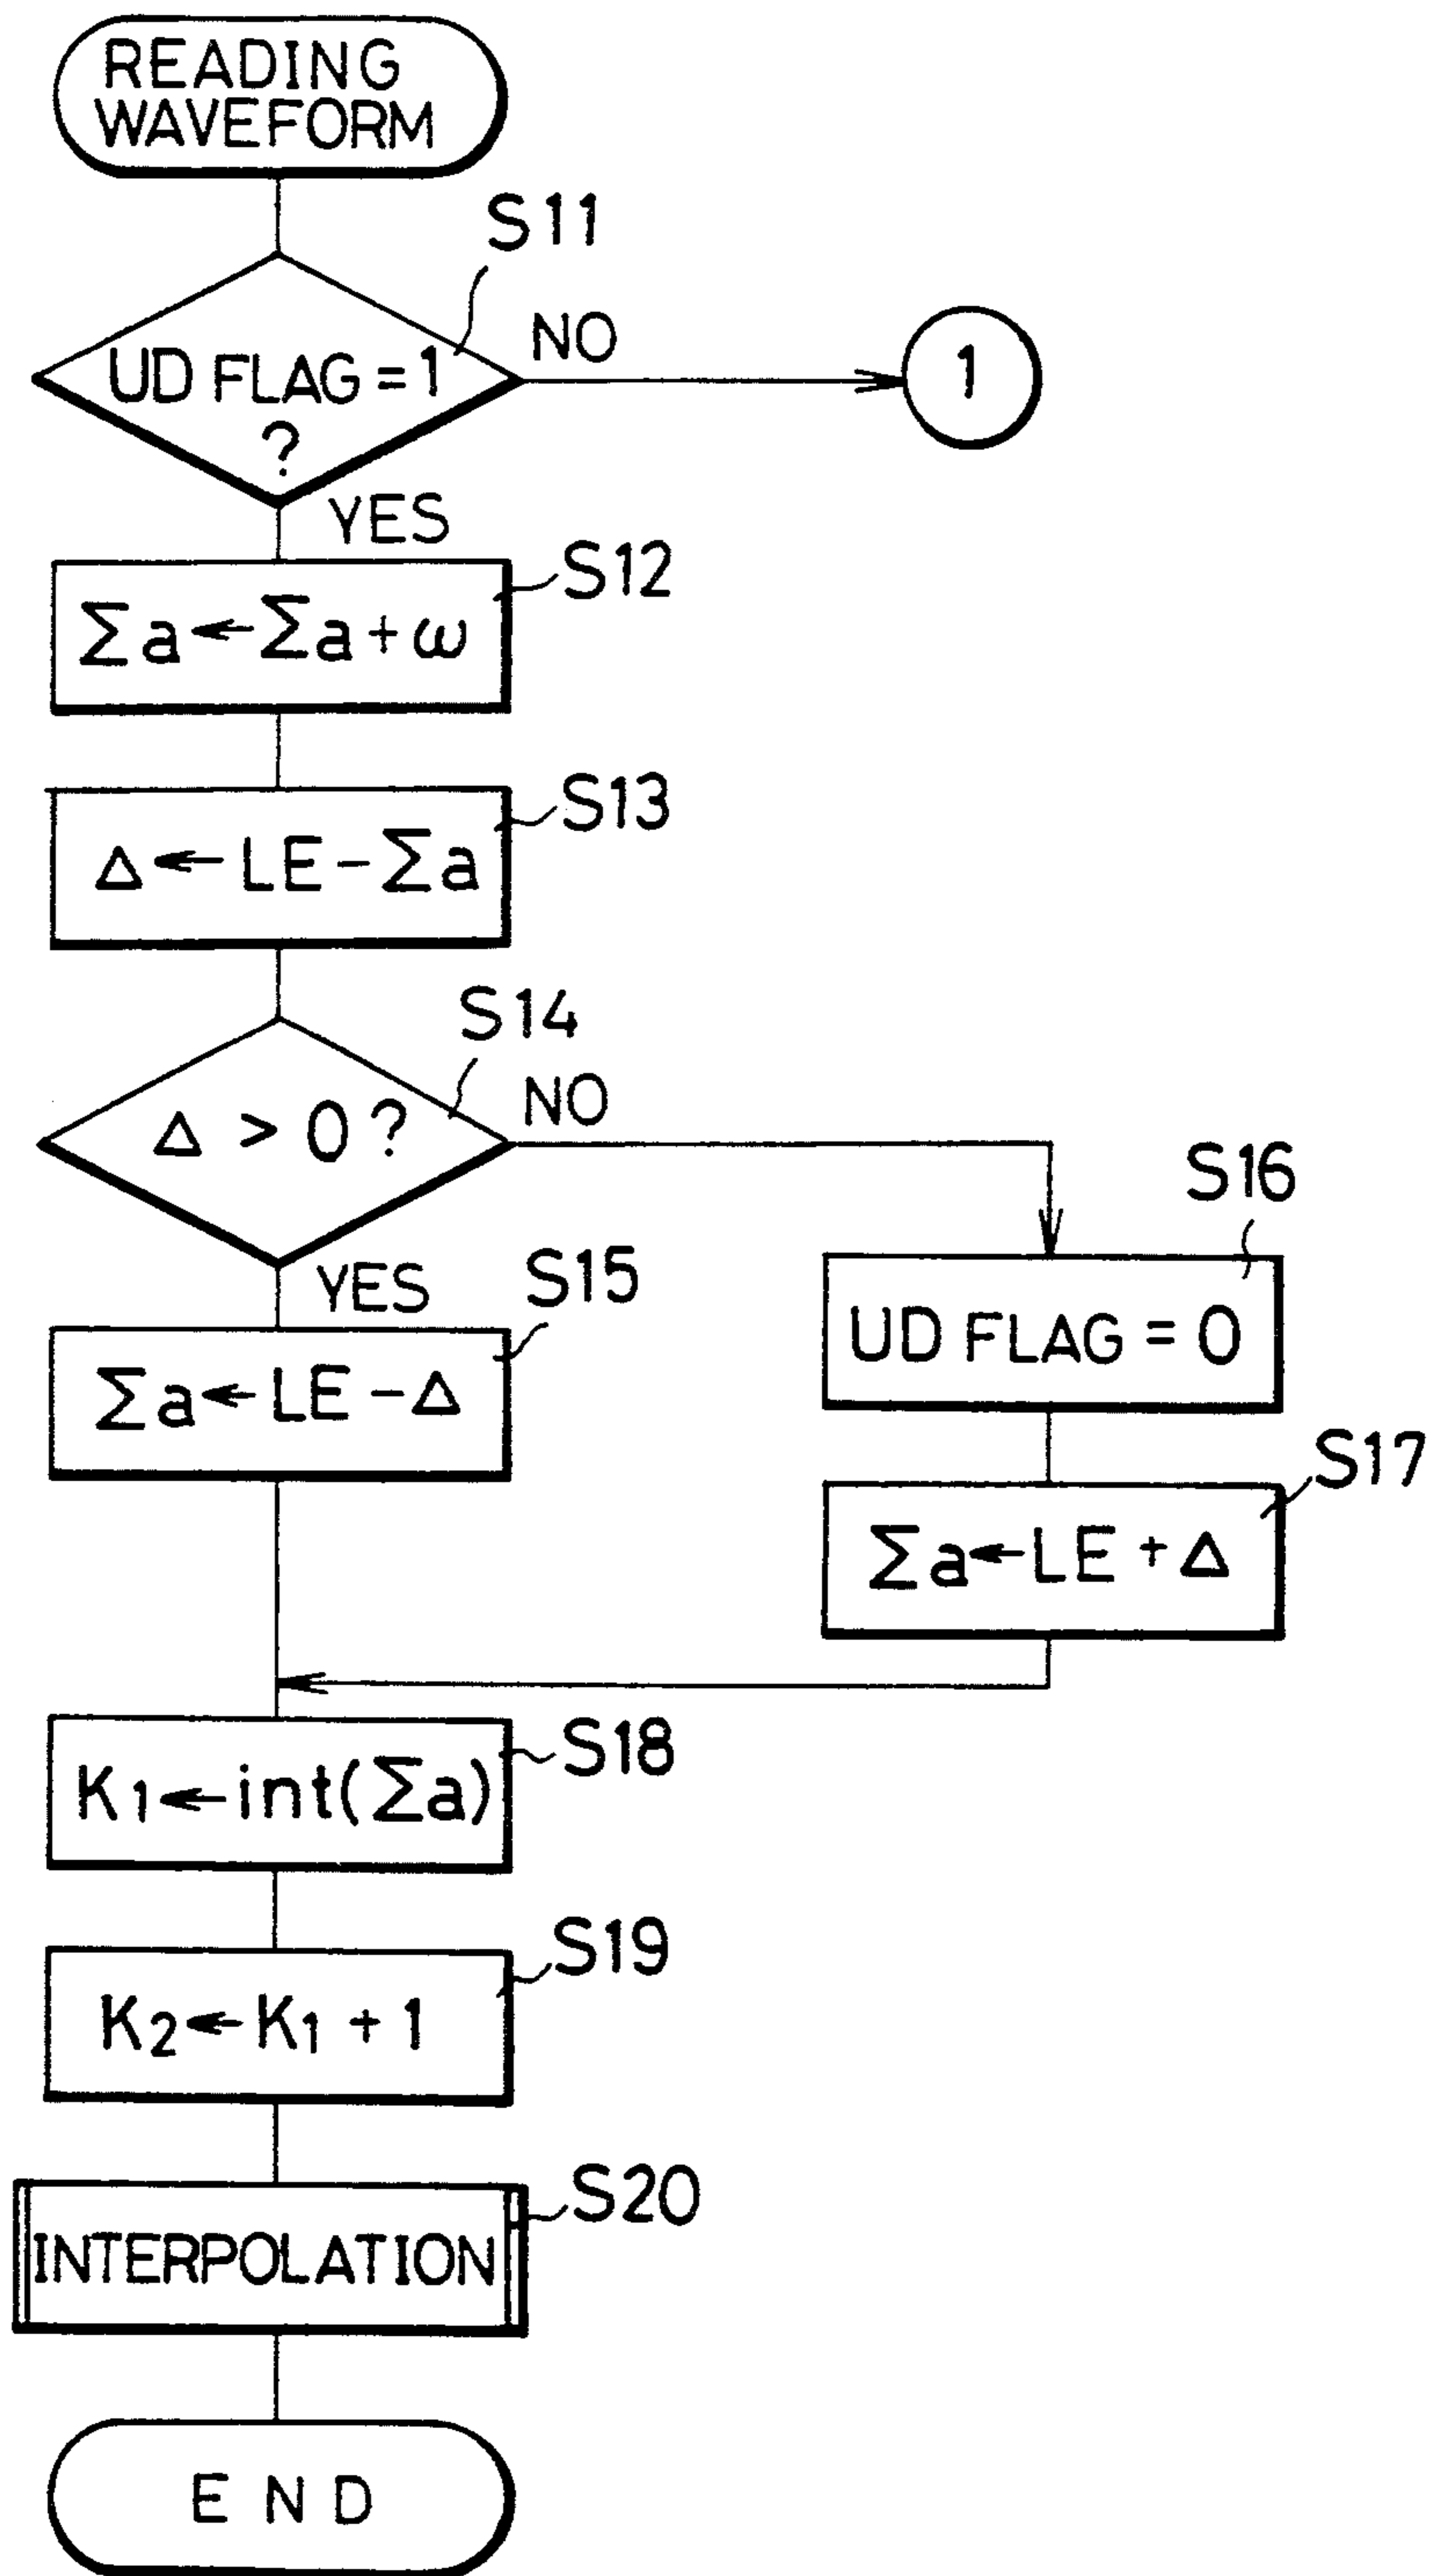 READING
WAVEFORM
S11
UD FLAG = 1
?
NO
1
YES
S12
Σa ← Σa + ω
S13
Δ ← LE - Σa
S14
Δ > 0 ?
NO
YES
S15
Σa ← LE - Δ
S16
UD FLAG = 0
S17
Σa ← LE + Δ
S18
K1 ← int(Σa)
S19
K2 ← K1 + 1
S20
INTERPOLATION
END